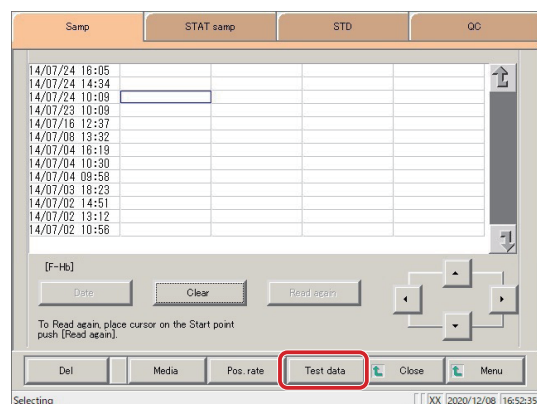 Samp STAT samp STD QC
14/07/24 16:05
14/07/24 14:34
14/07/24 10:09
14/07/23 10:09
14/07/16 12:37
14/07/08 13:32
14/07/04 16:19
14/07/04 10:30
14/07/04 09:58
14/07/03 18:23
14/07/02 14:51
14/07/02 13:12
14/07/02 10:56
[F-Hb]
Date Clear Read again
To Read again, place cursor on the Start point
push [Read again].
Del Media Pos. rate Test data Close Menu
Selecting XX 2020/12/08 16:52:35